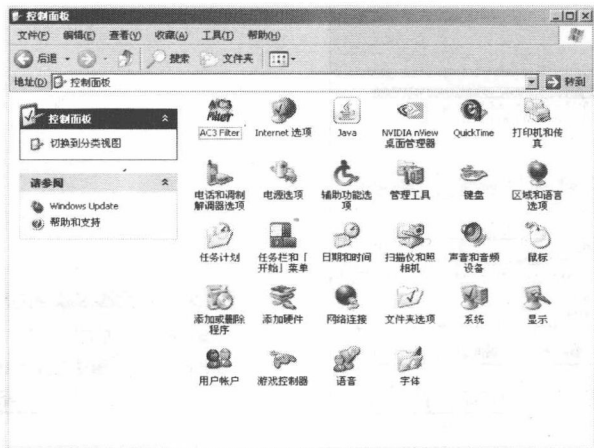 控制面板
文件(F) 编辑(E) 查看(V) 收藏(A) 工具(T) 帮助(H)
后退 搜索 文件夹
地址(D) 控制面板 转到
控制面板
切换到分类视图
请参阅
Windows Update
帮助和支持
AC3 Filter
AC3 Filter Internet 选项 Java NVIDIA nView 桌面管理器 QuickTime 打印机和传真
电话和调制解调器选项 电源选项 辅助功能选项 管理工具 键盘 区域和语言选项
任务计划 任务栏和「开始」菜单 日期和时间 扫描仪和照相机 声音和音频设备 鼠标
添加或删除程序 添加硬件 网络连接 文件夹选项 系统 显示
用户帐户 游戏控制器 语音 字体